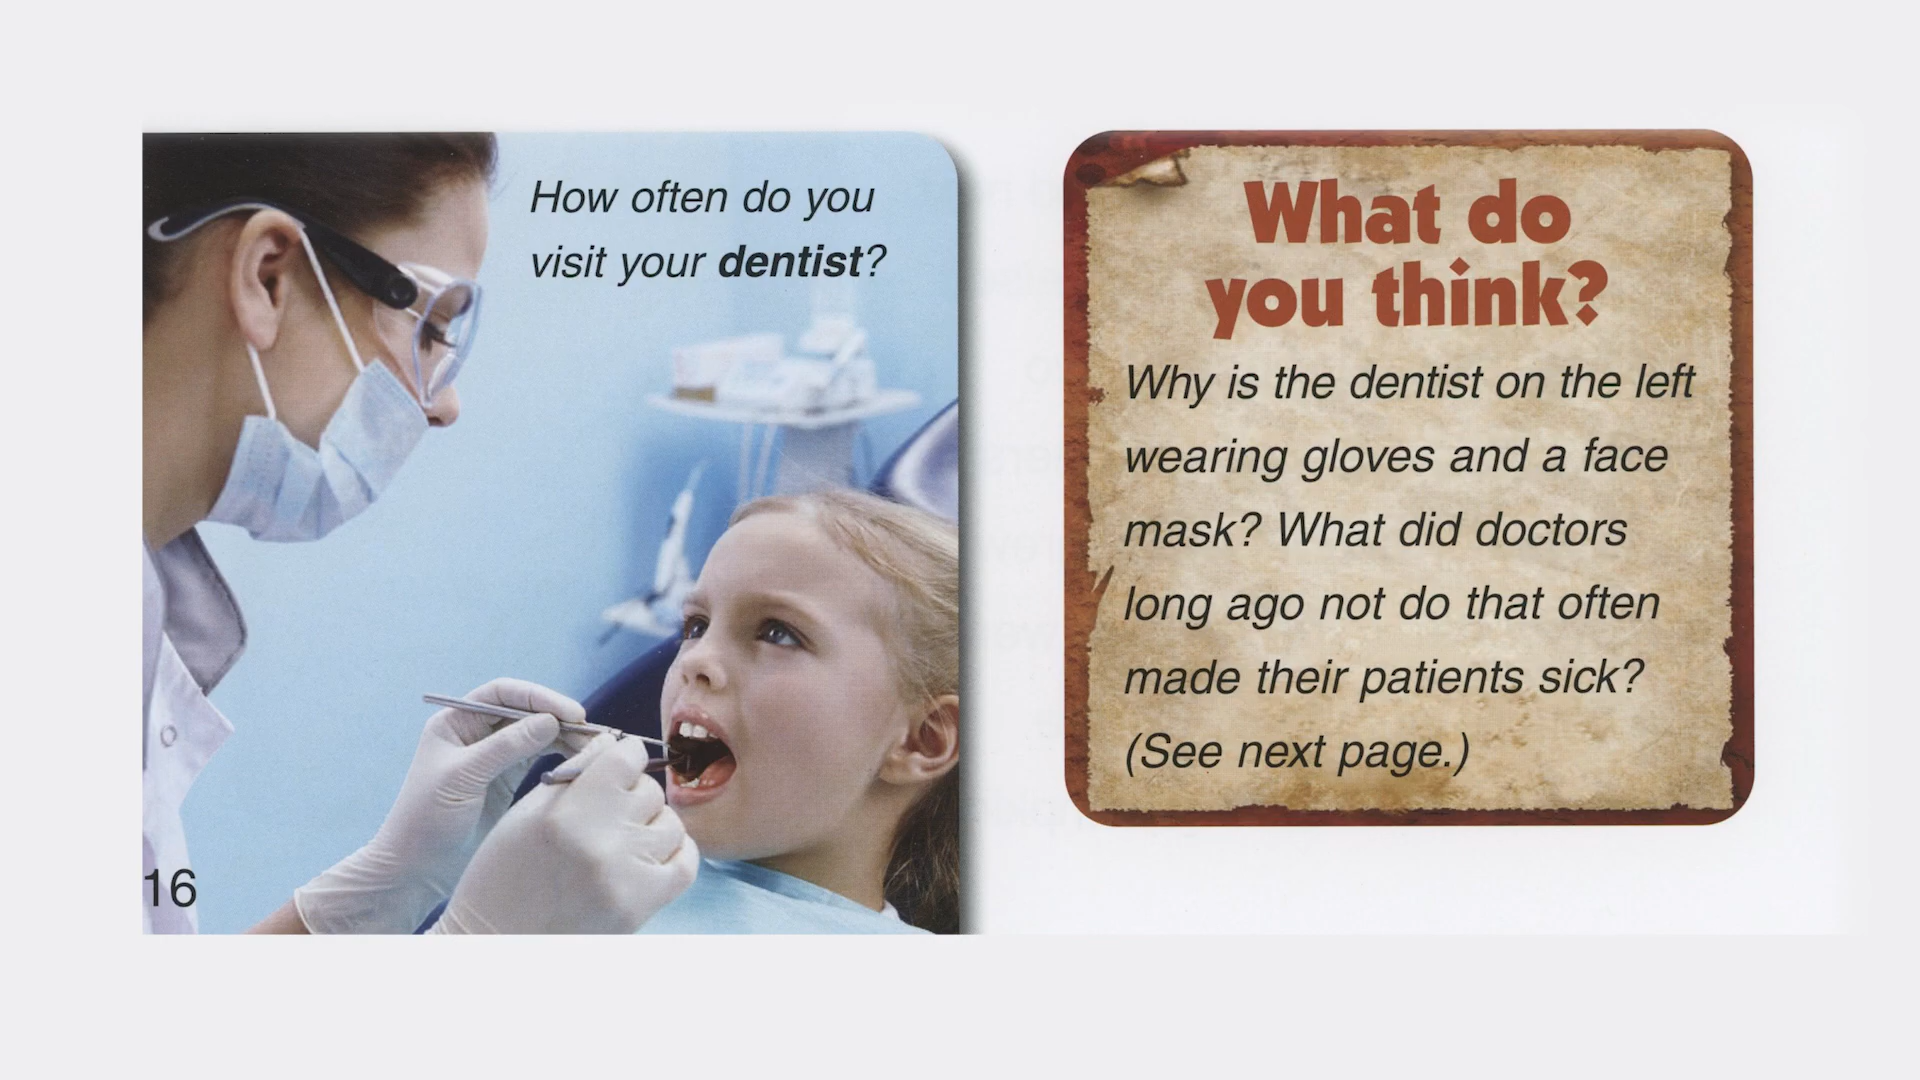 How often do you
visit your dentist?
16
What do
you think?
Why is the dentist on the left
wearing gloves and a face
mask? What did doctors
long ago not do that often
made their patients sick?
(See next page.)